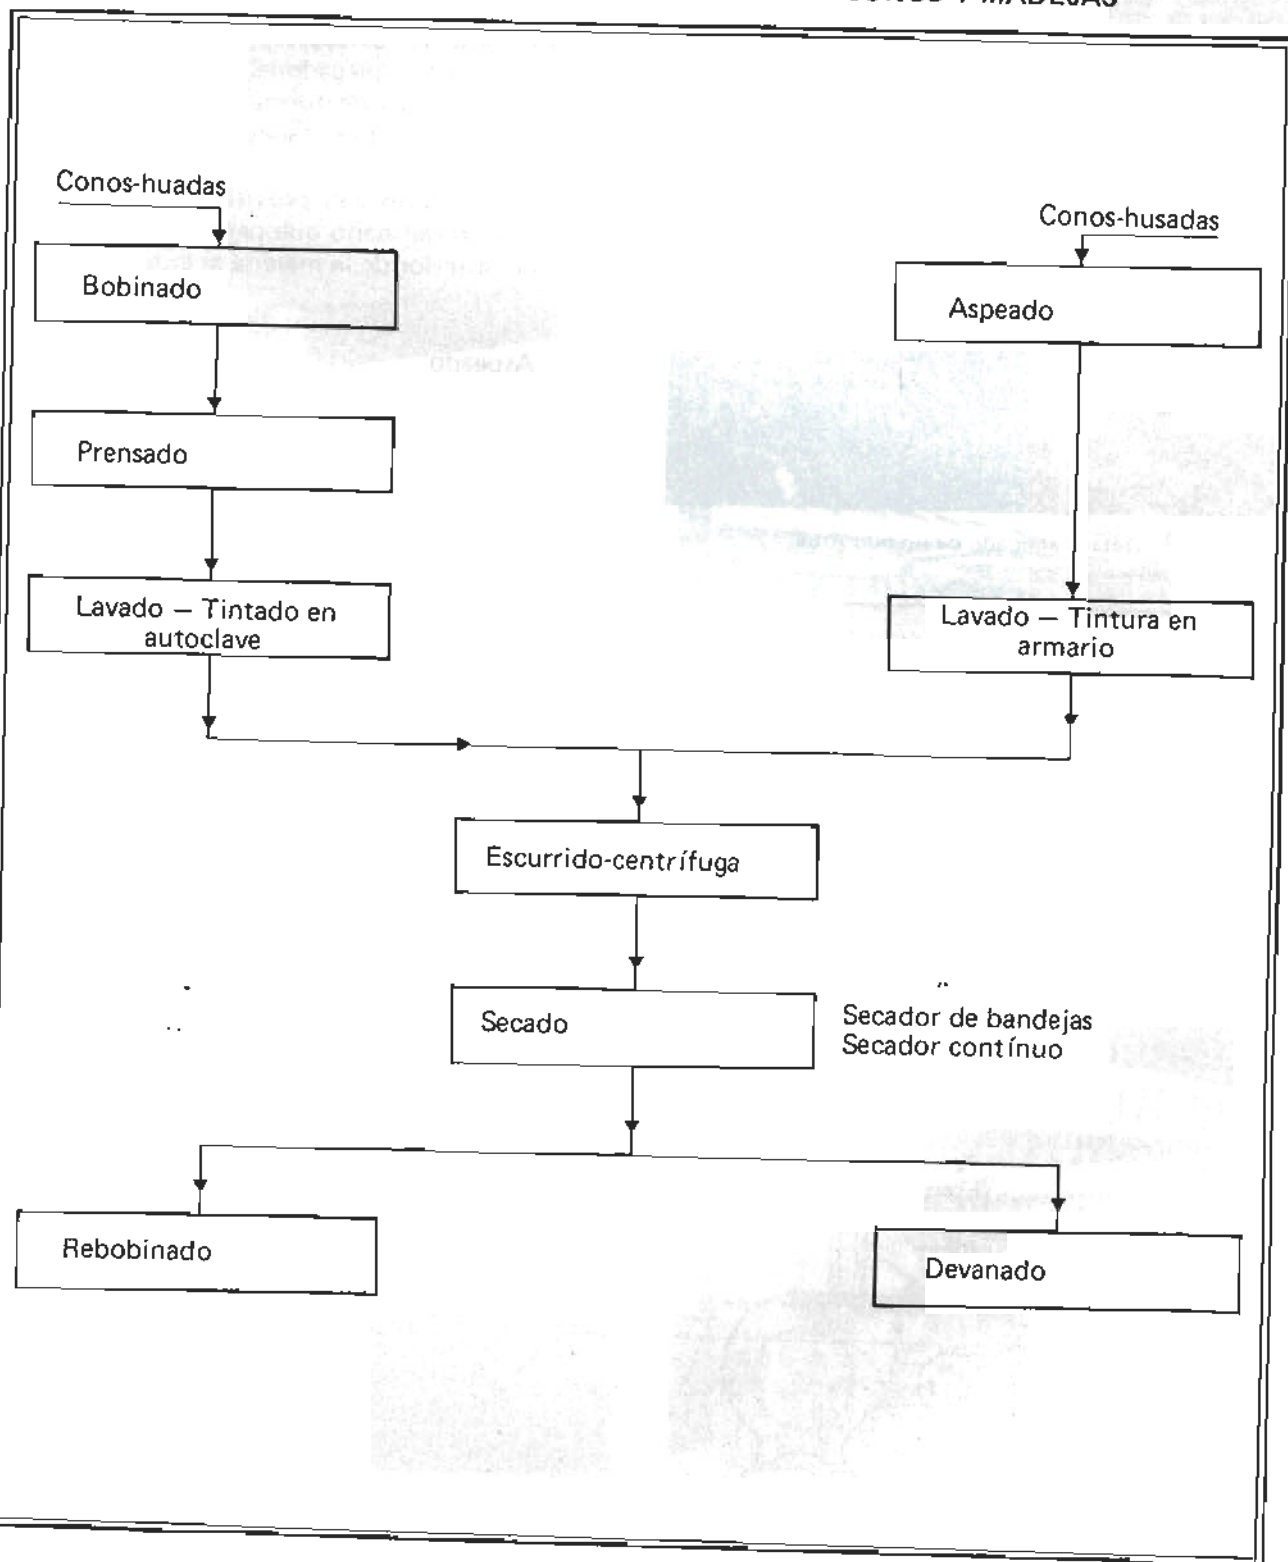 Y MADEJAS
Conos-huadas
Conos-husadas
Bobinado
Aspeado
Prensado
Lavado — Tintado en
autoclave
Lavado — Tintura en
armario
Escurrido-centrífuga
Secado
Secador de bandejas
Secador contínuo
Rebobinado
Devanado